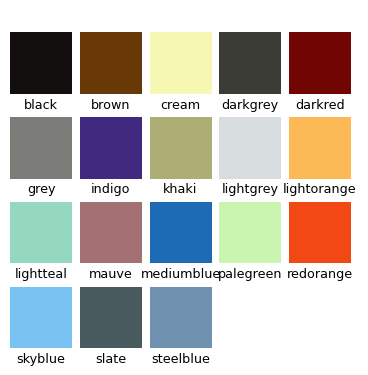 black brown cream darkgrey darkred
grey indigo khaki lightgrey lightorange
lightteal mauve mediumblue palegreen redorange
skyblue slate steelblue